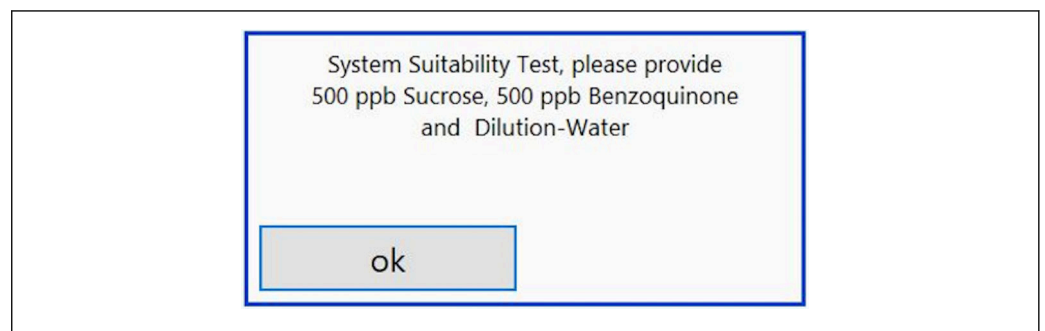 System Suitability Test, please provide
500 ppb Sucrose, 500 ppb Benzoquinone
and Dilution-Water
ok